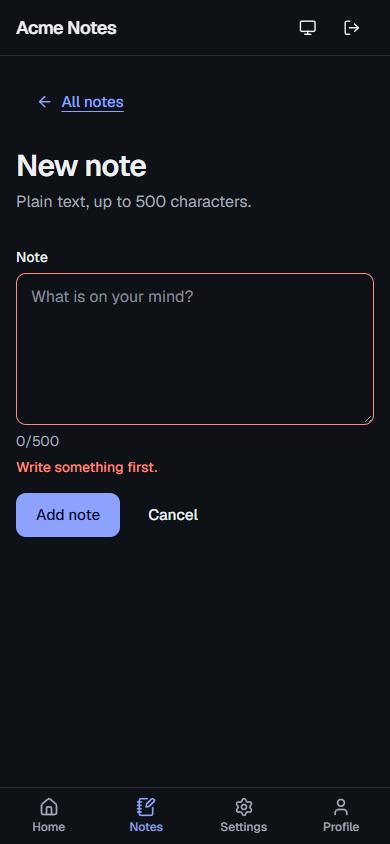 Acme Notes
All notes
New note
Plain text, up to 500 characters.
Note
What is on your mind?
0/500
Write something first.
Add note Cancel
Home Notes Settings Profile